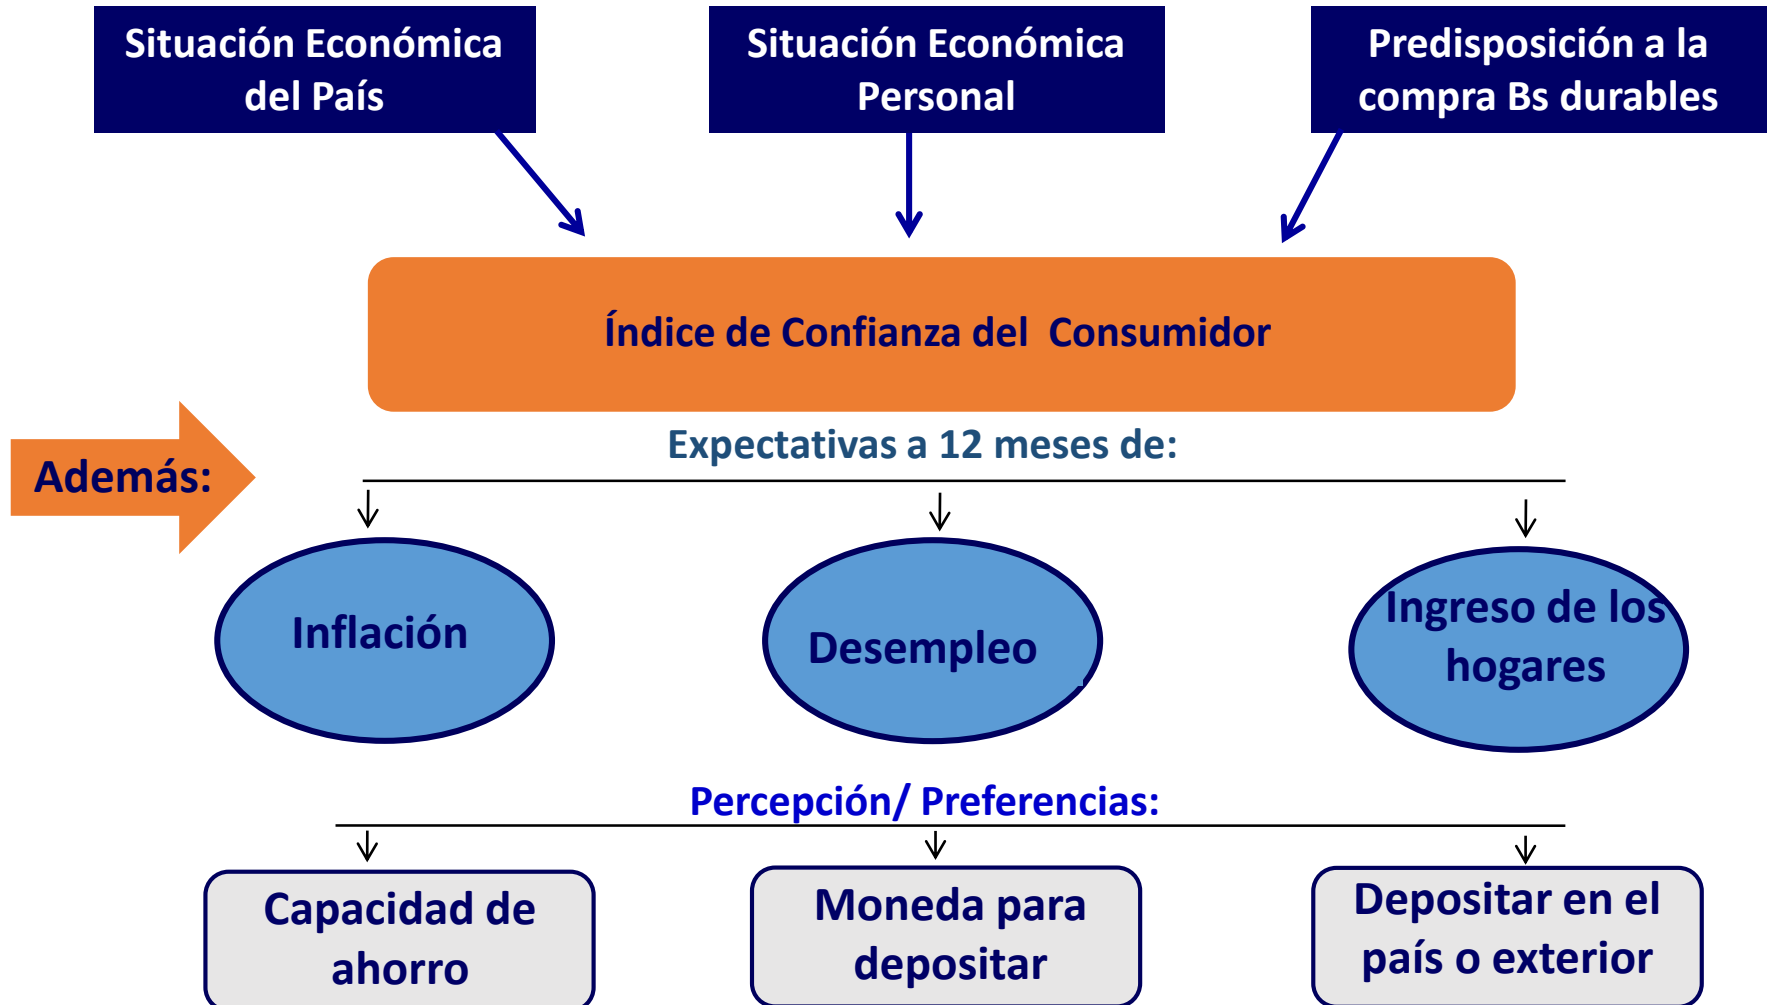 Situación Económica
del País
Situación Económica
Personal
Predisposición a la
compra Bs durables
Índice de Confianza del Consumidor
Además:
Expectativas a 12 meses de:
Inflación
Desempleo
Ingreso de los
hogares
Percepción/ Preferencias:
Capacidad de
ahorro
Moneda para
depositar
Depositar en el
país o exterior